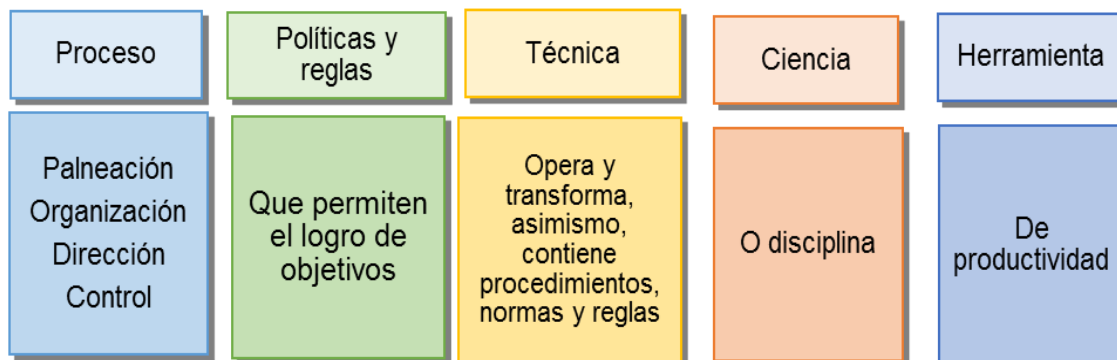 Proceso
Palneación
Organización
Dirección
Control
Políticas y
reglas
Que permiten
el logro de
objetivos
Técnica
Opera y
transforma,
asimismo,
contiene
procedimientos,
normas y reglas
Ciencia
O disciplina
Herramienta
De
productividad